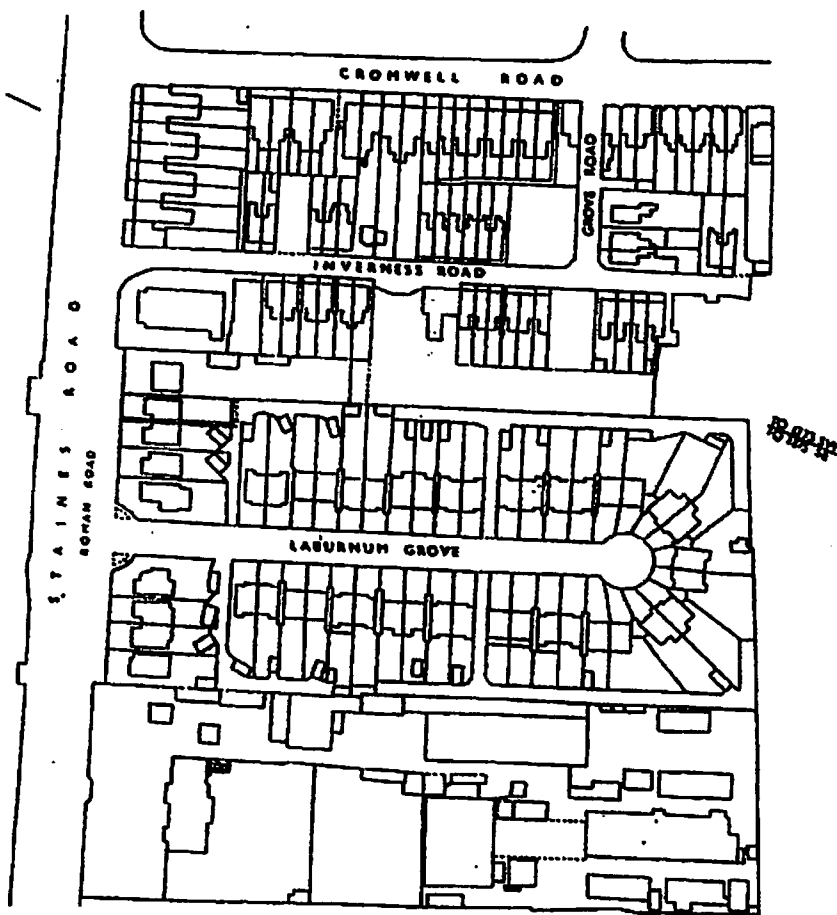 CROMWELL ROAD
GROVE ROAD
INVERNESS ROAD
STAINES ROAD
ROMAN ROAD
LABURNUM GROVE